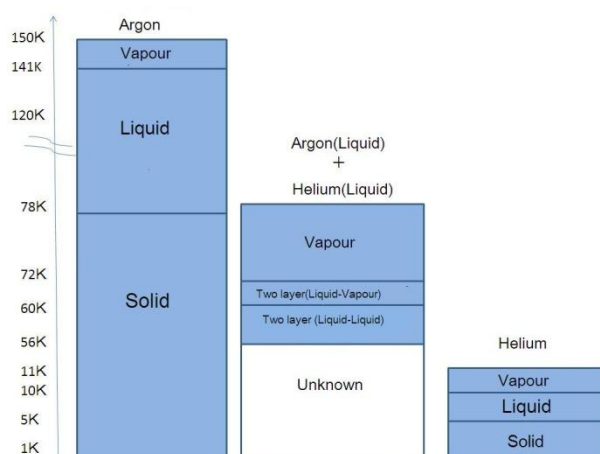 Argon
150K
Vapour
141K
120K
Liquid
Argon(Liquid)
+
Helium(Liquid)
78K
Vapour
72K
Solid
Two layer(Liquid-Vapour)
60K
Two layer (Liquid-Liquid)
56K
Helium
11K
Unknown
Vapour
10K
Liquid
5K
Solid
1K